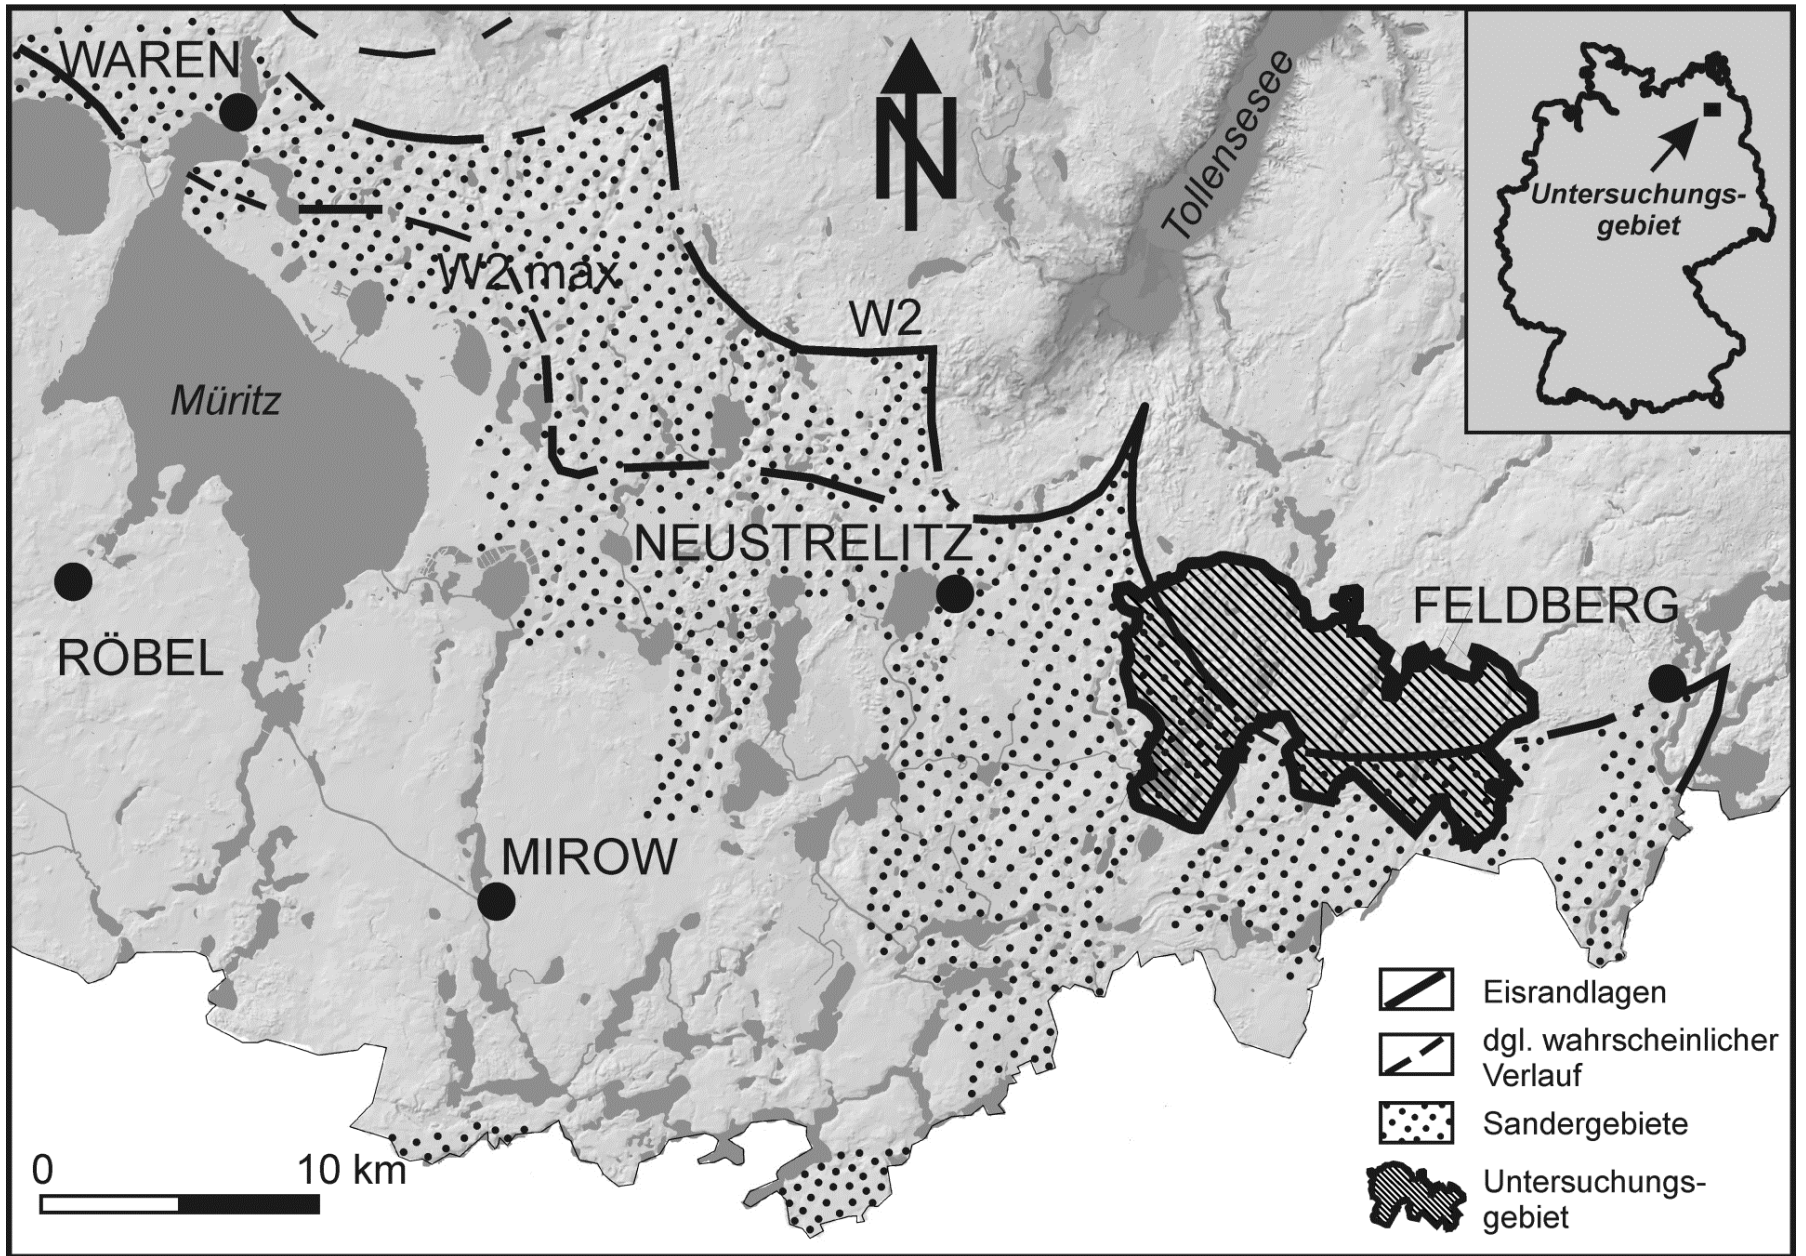 WAREN
N
Tollensesee
Untersuchungs-
gebiet
W2 max
W2
Müritz
NEUSTRELITZ
FELDBERG
RÖBEL
MIROW
0 10 km
Eisrandlagen
dgl. wahrscheinlicher
Verlauf
Sandergebiete
Untersuchungs-
gebiet